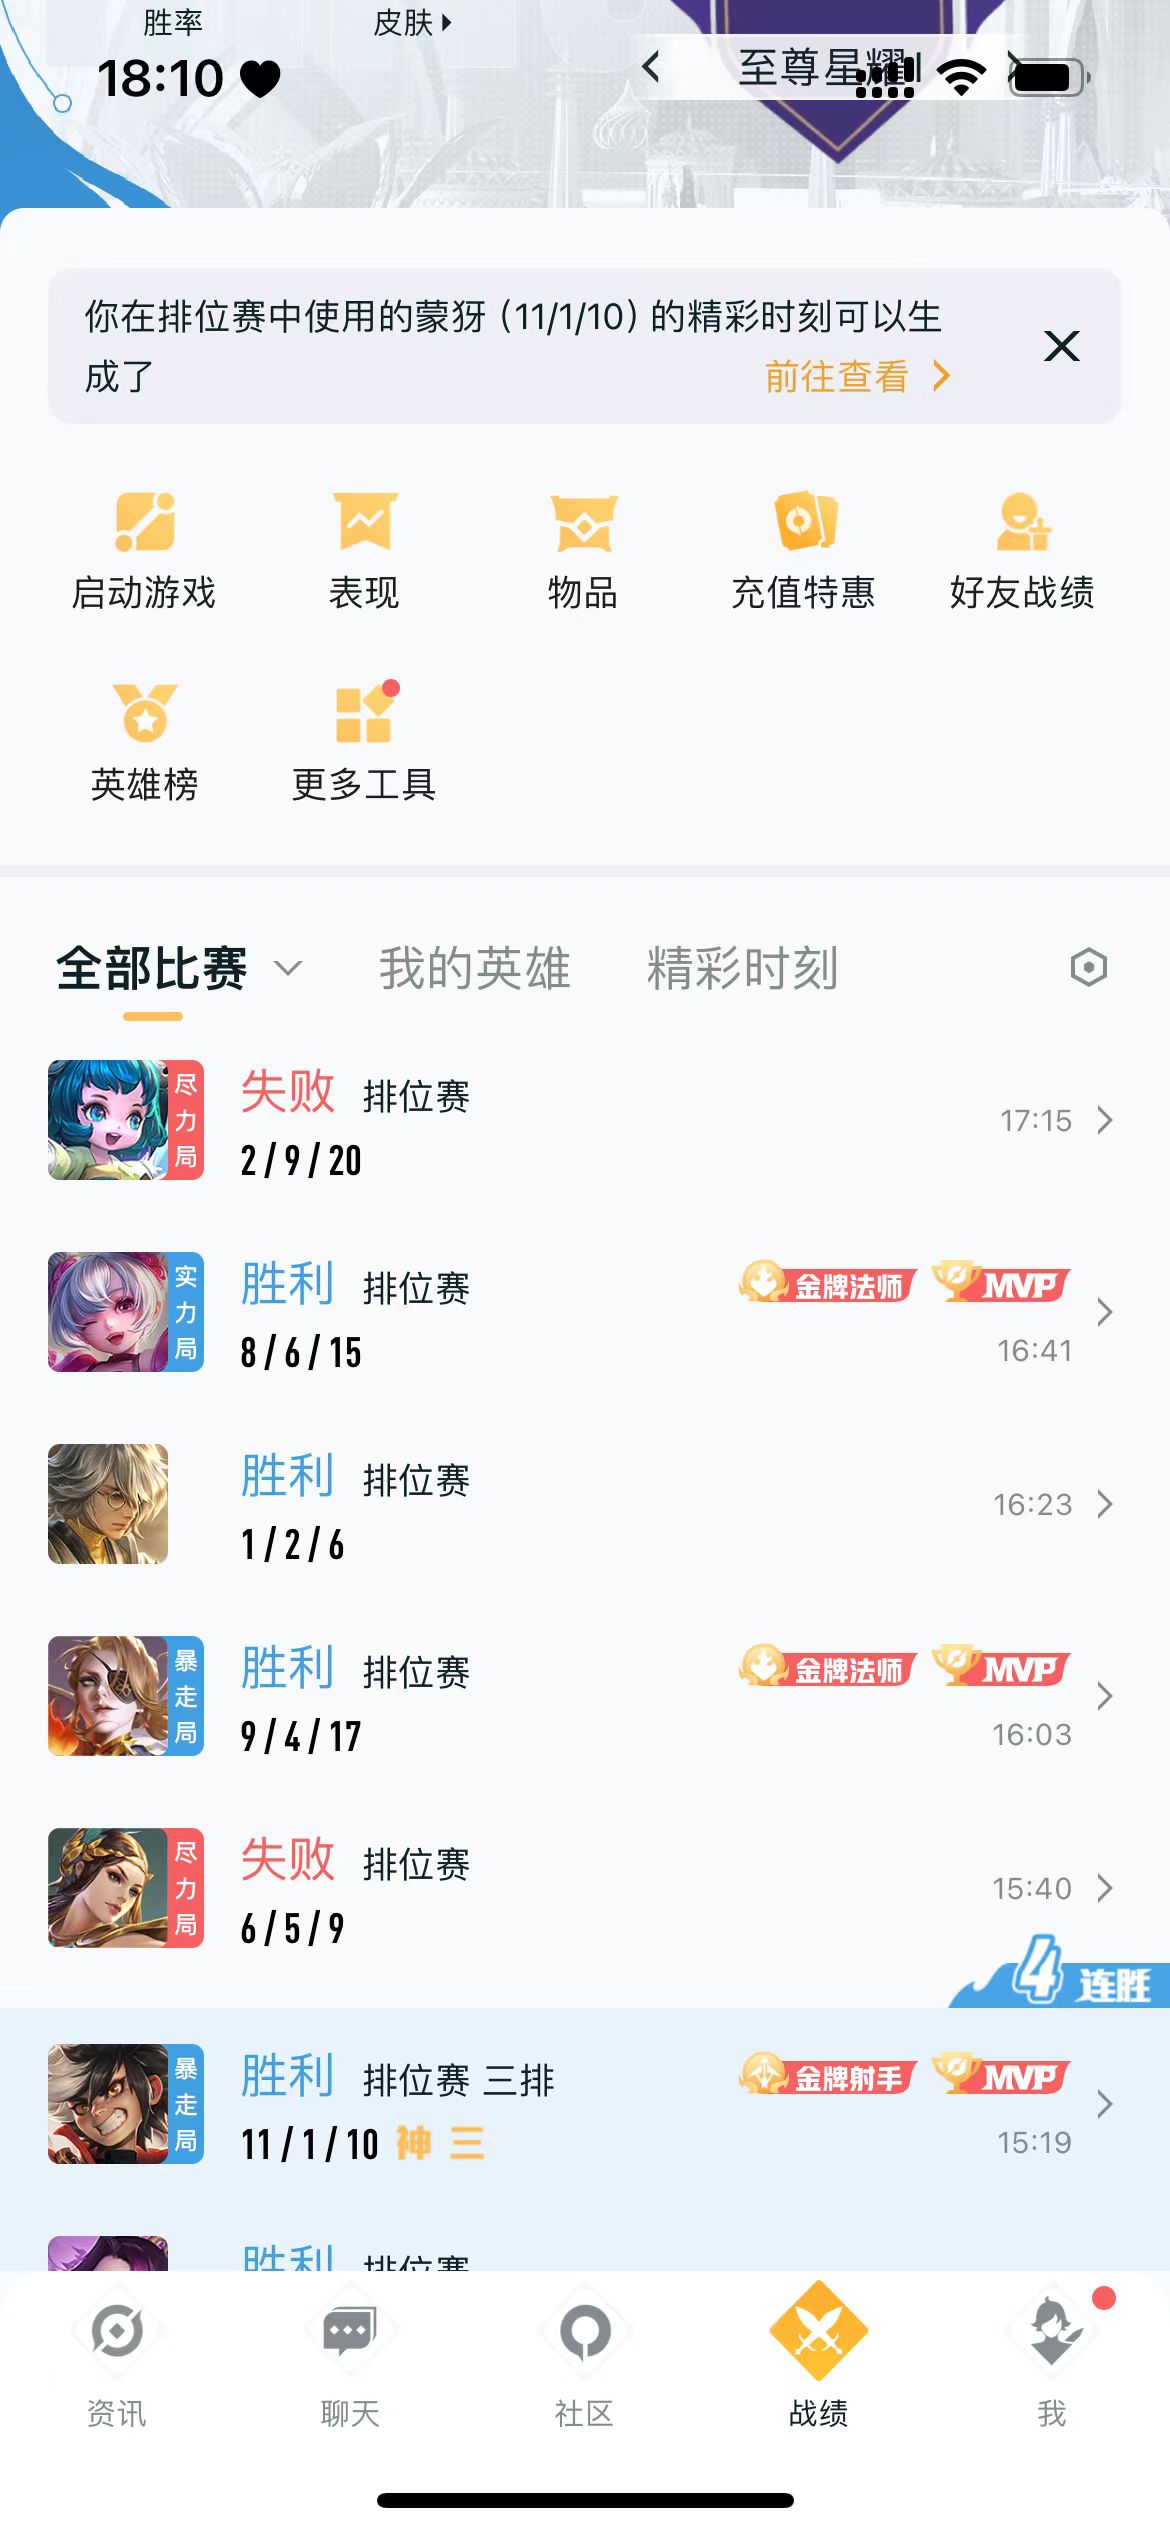 胜率
皮肤
18:10
至尊星耀
你在排位赛中使用的蒙犽（11/1/10）的精彩时刻可以生
成了
前往查看
启动游戏
表现
物品
充值特惠
好友战绩
英雄榜
更多工具
全部比赛
我的英雄
精彩时刻
尽力局
失败 排位赛
2 / 9 / 20
17:15
实力局
胜利 排位赛
金牌法师 MVP
8 / 6 / 15
16:41
胜利 排位赛
1 / 2 / 6
16:23
暴走局
胜利 排位赛
金牌法师 MVP
9 / 4 / 17
16:03
尽力局
失败 排位赛
6 / 5 / 9
15:40
4 连胜
暴走局
胜利 排位赛 三排
金牌射手 MVP
11 / 1 / 10 神 三
15:19
胜利 排位赛
资讯
聊天
社区
战绩
我